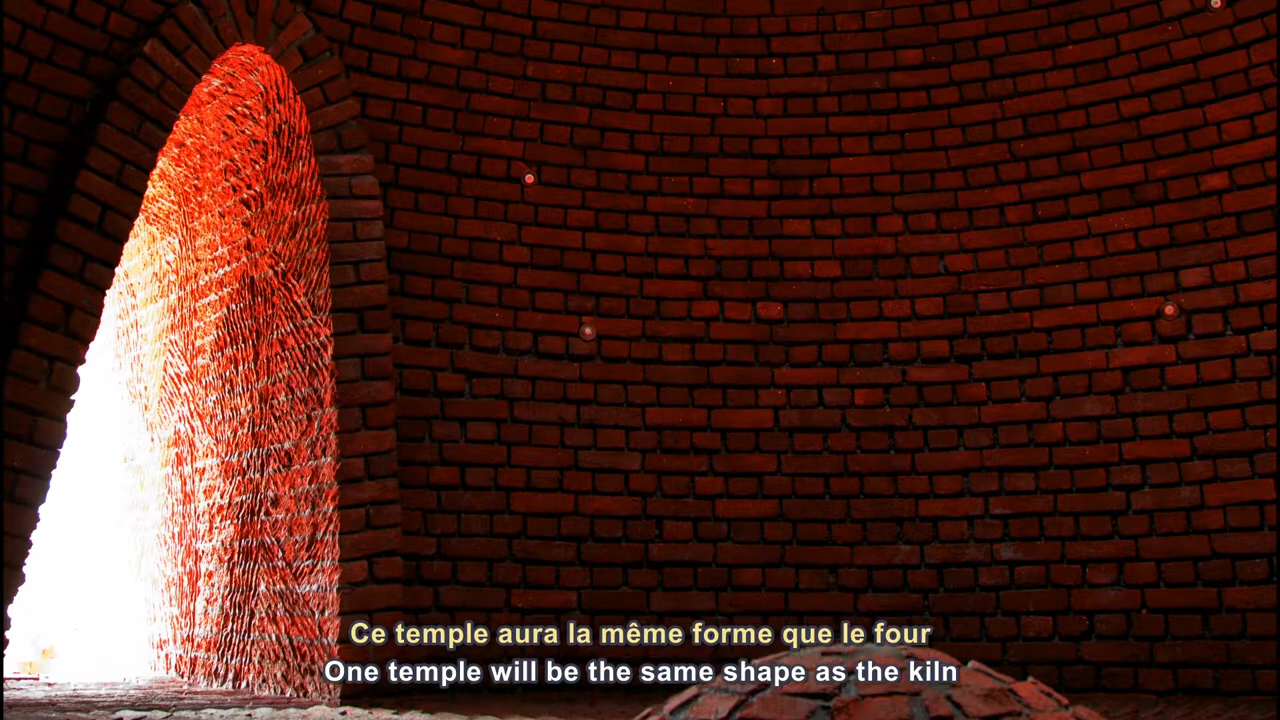 Ce temple aura la même forme que le four
One temple will be the same shape as the kiln